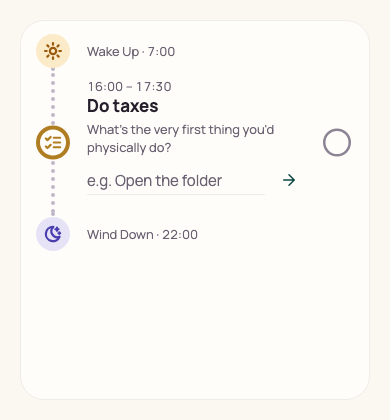 Wake Up · 7:00
16:00 – 17:30
Do taxes
What's the very first thing you'd
physically do?
e.g. Open the folder
Wind Down · 22:00